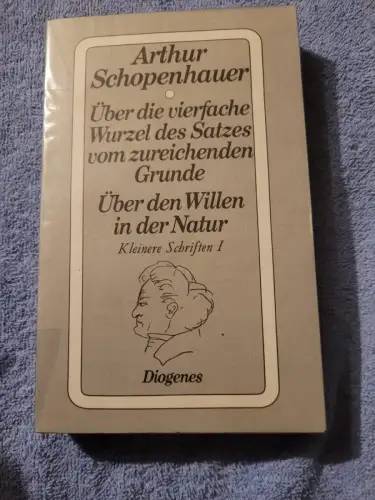 Arthur
Schopenhauer
Über die vierfache
Wurzel des Satzes
vom zureichenden
Grunde
Über den Willen
in der Natur
Kleinere Schriften I
Diogenes